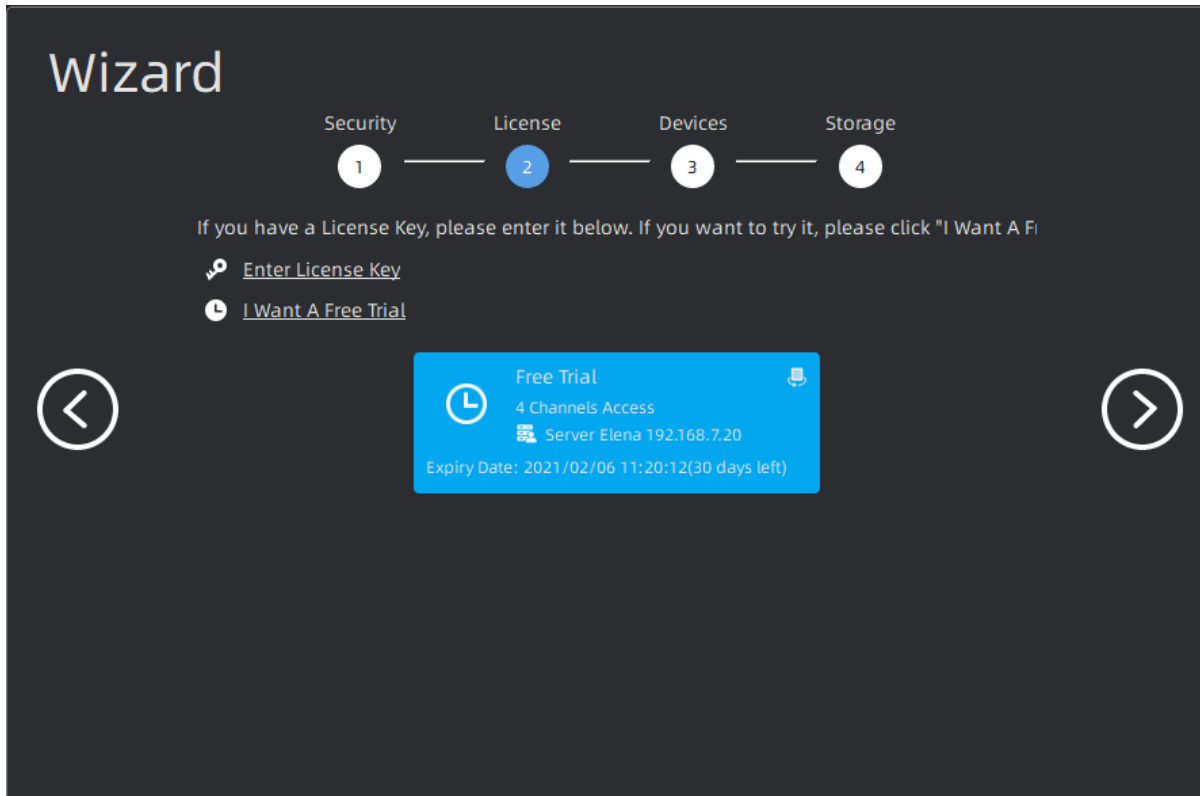 Wizard
Security License Devices Storage
1 2 3 4
If you have a License Key, please enter it below. If you want to try it, please click "I Want A
Enter License Key
I Want A Free Trial
Free Trial
4 Channels Access
Server Elena 192.168.7.20
Expiry Date: 2021/02/06 11:20:12(30 days left)